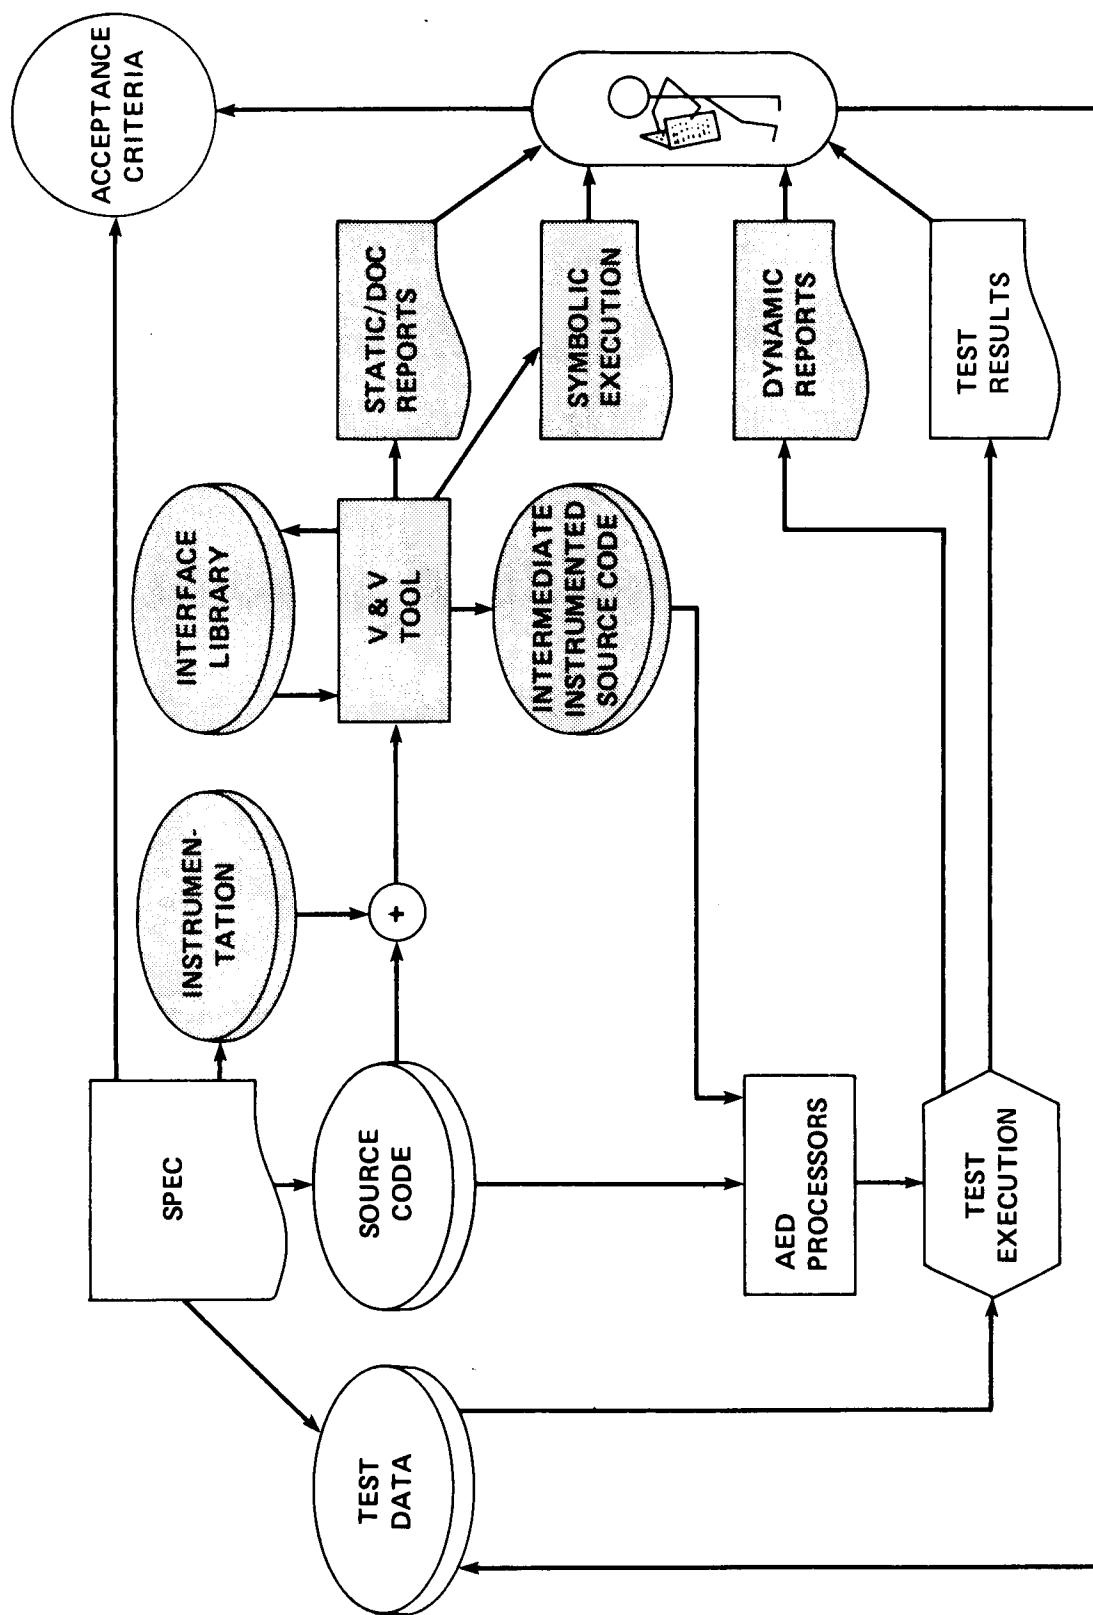 ACCEPTANCE
CRITERIA
SPEC
INSTRUMEN-
TATION
INTERFACE
LIBRARY
TEST
DATA
SOURCE
CODE
+
V & V
TOOL
STATIC/DOC
REPORTS
INTERMEDIATE
INSTRUMENTED
SOURCE CODE
SYMBOLIC
EXECUTION
AED
PROCESSORS
DYNAMIC
REPORTS
TEST
EXECUTION
TEST
RESULTS